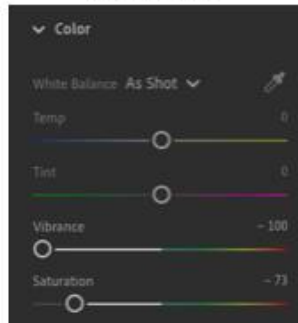 Color
White Balance As Shot
Temp 0
Tint 0
Vibrance - 100
Saturation - 73